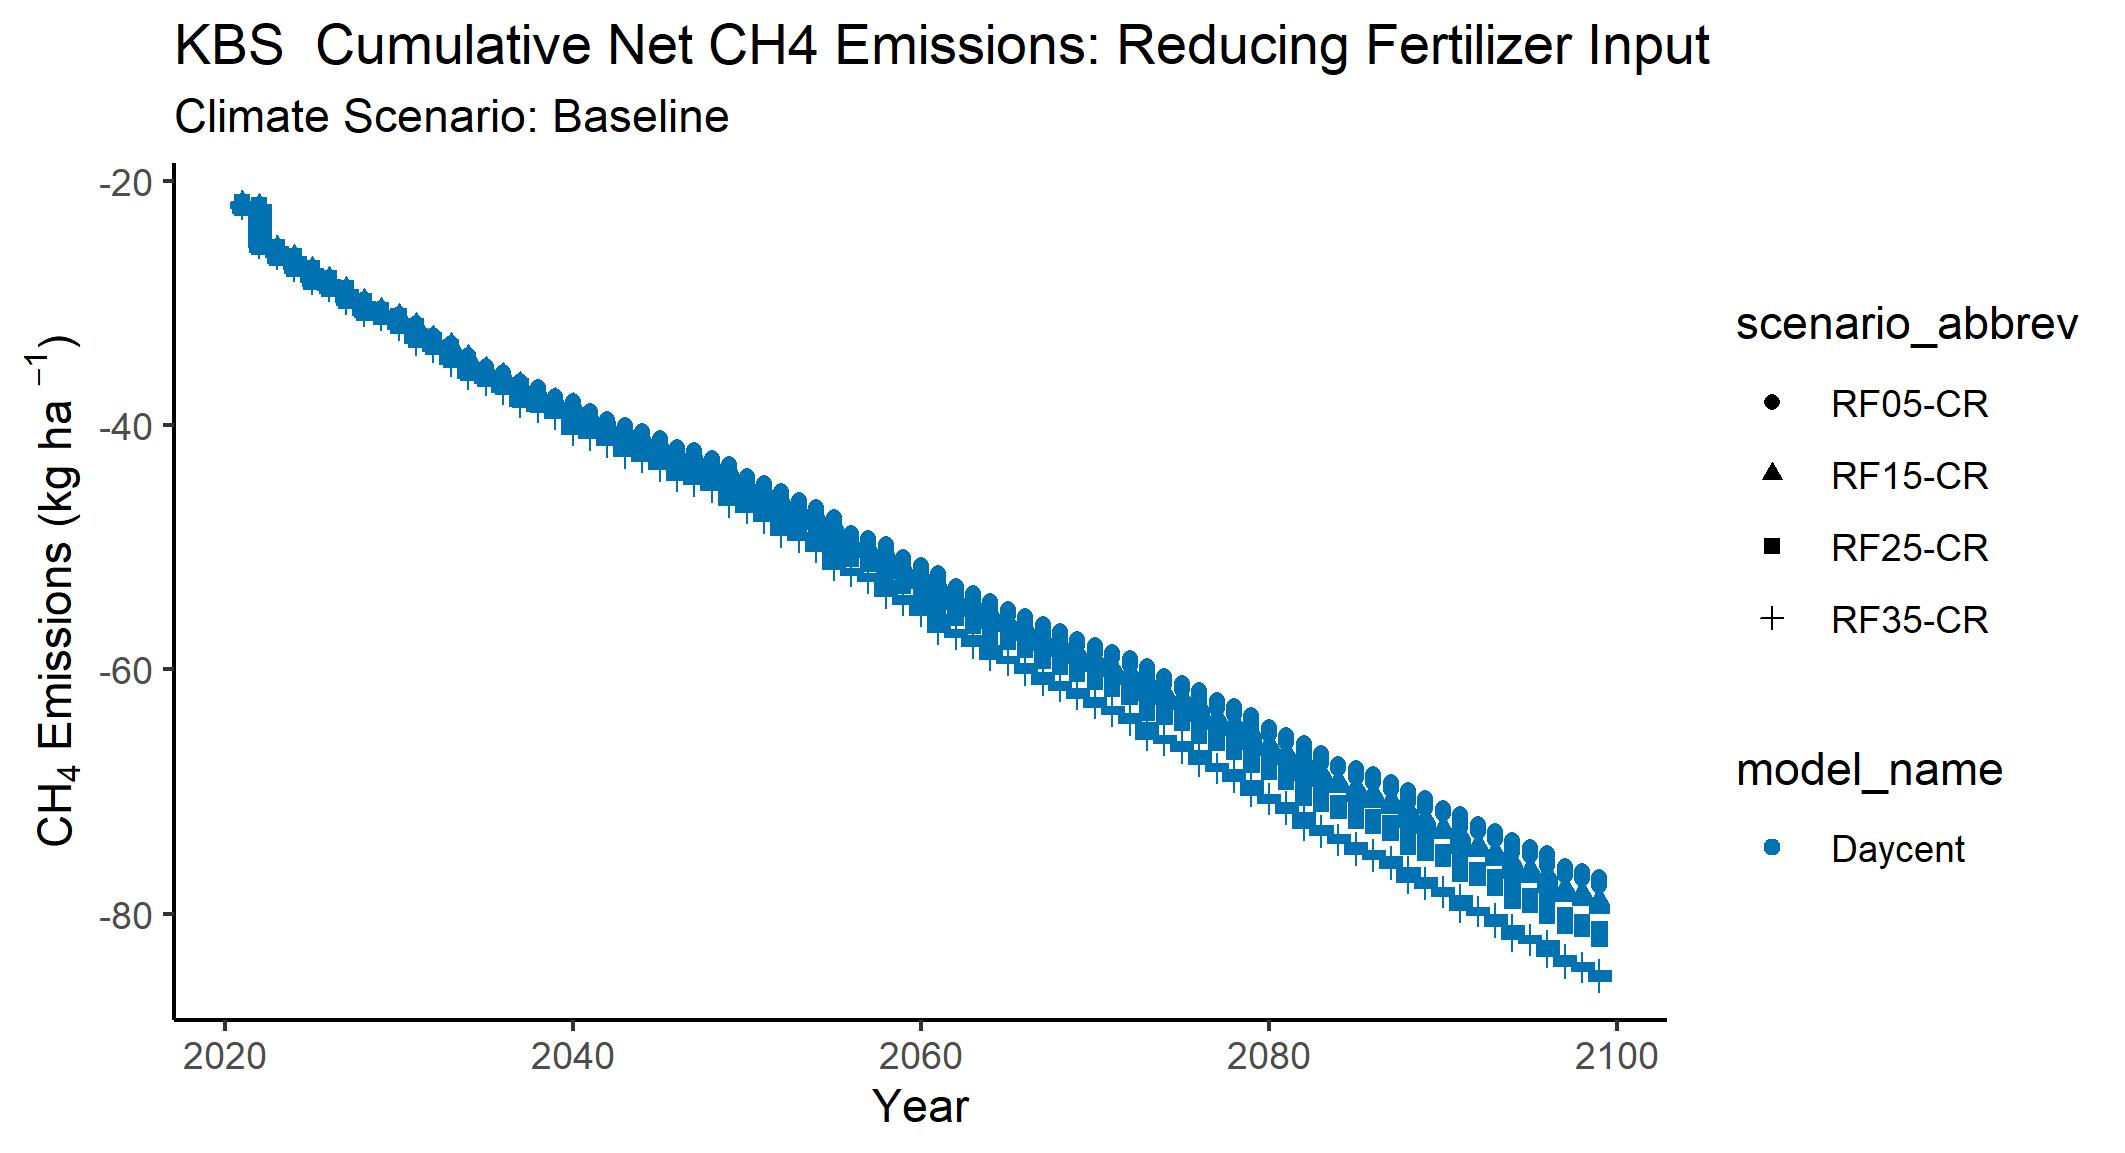 KBS  Cumulative Net CH4 Emissions: Reducing Fertilizer Input
Climate Scenario: Baseline
CH₄ Emissions (kg ha ⁻¹)
-20
-40
-60
-80
2020 2040 2060 2080 2100
Year
scenario_abbrev
RF05-CR
RF15-CR
RF25-CR
RF35-CR
model_name
Daycent